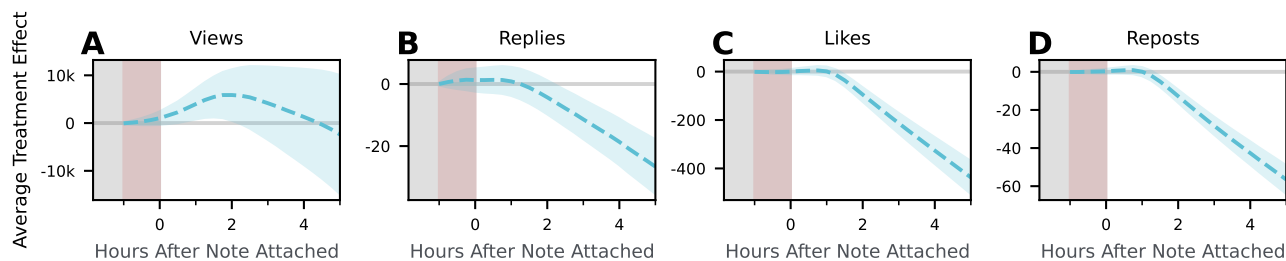 Average Treatment Effect
A Views
10k
0
-10k
0 2 4
Hours After Note Attached
B Replies
0
-20
0 2 4
Hours After Note Attached
C Likes
0
-200
-400
0 2 4
Hours After Note Attached
D Reposts
0
-20
-40
-60
0 2 4
Hours After Note Attached